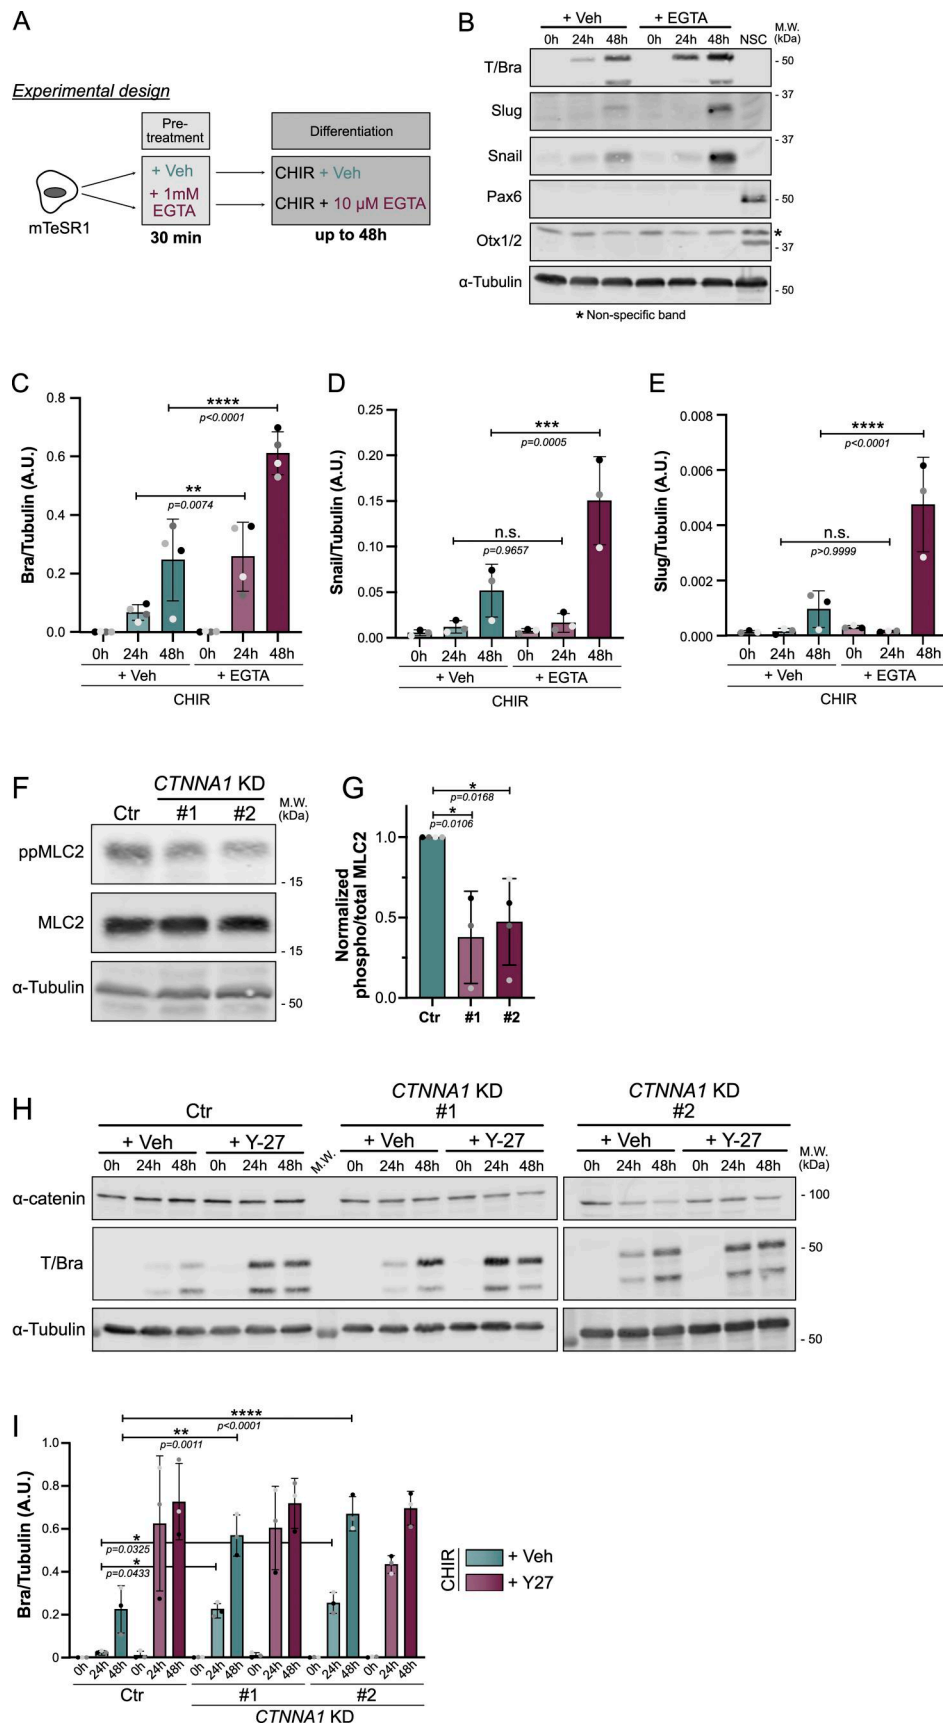 A
Experimental design
Pre-
treatment
Differentiation
+ Veh
+ 1mM
EGTA
CHIR + Veh
CHIR + 10 µM EGTA
mTeSR1
30 min
up to 48h
B
+ Veh
+ EGTA
M.W.
(kDa)
0h 24h 48h 0h 24h 48h NSC
T/Bra
- 50
- 37
Slug
- 37
Snail
Pax6
- 50
Otx1/2
*
- 37
α-Tubulin
- 50
* Non-specific band
C
Bra/Tubulin (A.U.)
0.8
0.6
0.4
0.2
0.0
****
p<0.0001
**
p=0.0074
0h 24h 48h 0h 24h 48h
+ Veh + EGTA
CHIR
D
Snail/Tubulin (A.U.)
0.25
0.20
0.15
0.10
0.05
0.00
***
p=0.0005
n.s.
p=0.9657
0h 24h 48h 0h 24h 48h
+ Veh + EGTA
CHIR
E
Slug/Tubulin (A.U.)
0.008
0.006
0.004
0.002
0.000
****
p<0.0001
n.s.
p>0.9999
0h 24h 48h 0h 24h 48h
+ Veh + EGTA
CHIR
F
CTNNA1 KD
Ctr #1 #2
M.W.
(kDa)
ppMLC2
- 15
MLC2
- 15
α-Tubulin
- 50
G
Normalized
phospho/total MLC2
1.0
0.5
0.0
*
p=0.0168
*
p=0.0106
Ctr #1 #2
H
Ctr
CTNNA1 KD
#1
CTNNA1 KD
#2
+ Veh + Y-27 M.W. + Veh + Y-27 + Veh + Y-27
M.W.
(kDa)
0h 24h 48h 0h 24h 48h 0h 24h 48h 0h 24h 48h 0h 24h 48h 0h 24h 48h
α-catenin
- 100
T/Bra
- 50
α-Tubulin
- 50
I
Bra/Tubulin (A.U.)
1.0
0.8
0.6
0.4
0.2
0
****
p<0.0001
**
p=0.0011
*
p=0.0325
*
p=0.0433
0h 24h 48h 0h 24h 48h 0h 24h 48h 0h 24h 48h 0h 24h 48h 0h 24h 48h
Ctr #1 #2
CTNNA1 KD
CHIR
+ Veh
+ Y27